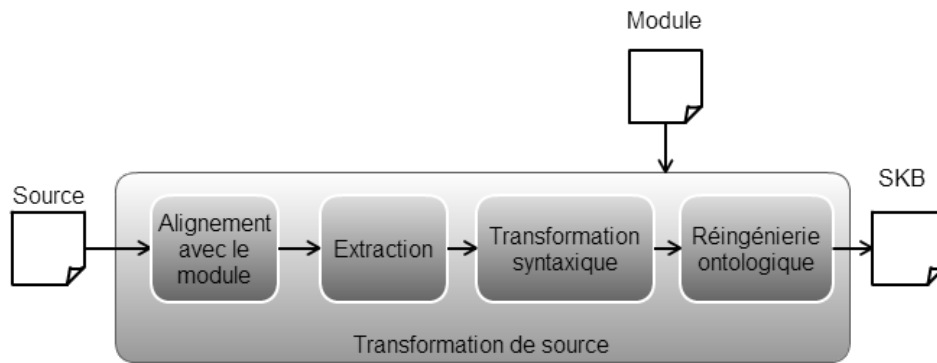 Module
Source
SKB
Alignement
avec le
module
Extraction
Transformation
syntaxique
Réingénierie
ontologique
Transformation de source